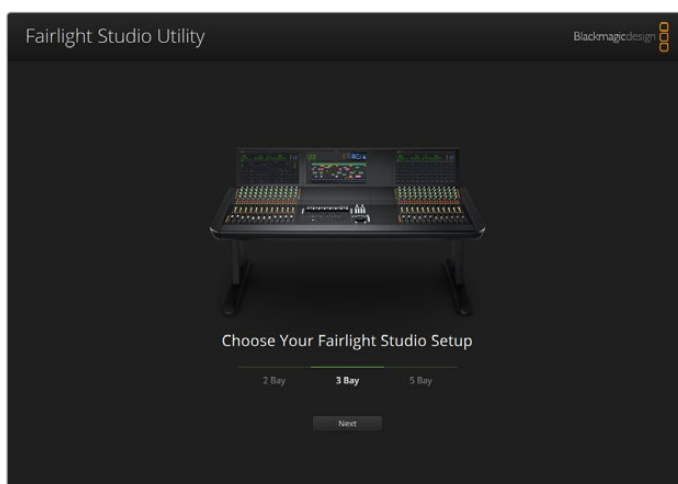 Fairlight Studio Utility
Blackmagicdesign
Choose Your Fairlight Studio Setup
2 Bay
3 Bay
5 Bay
Next